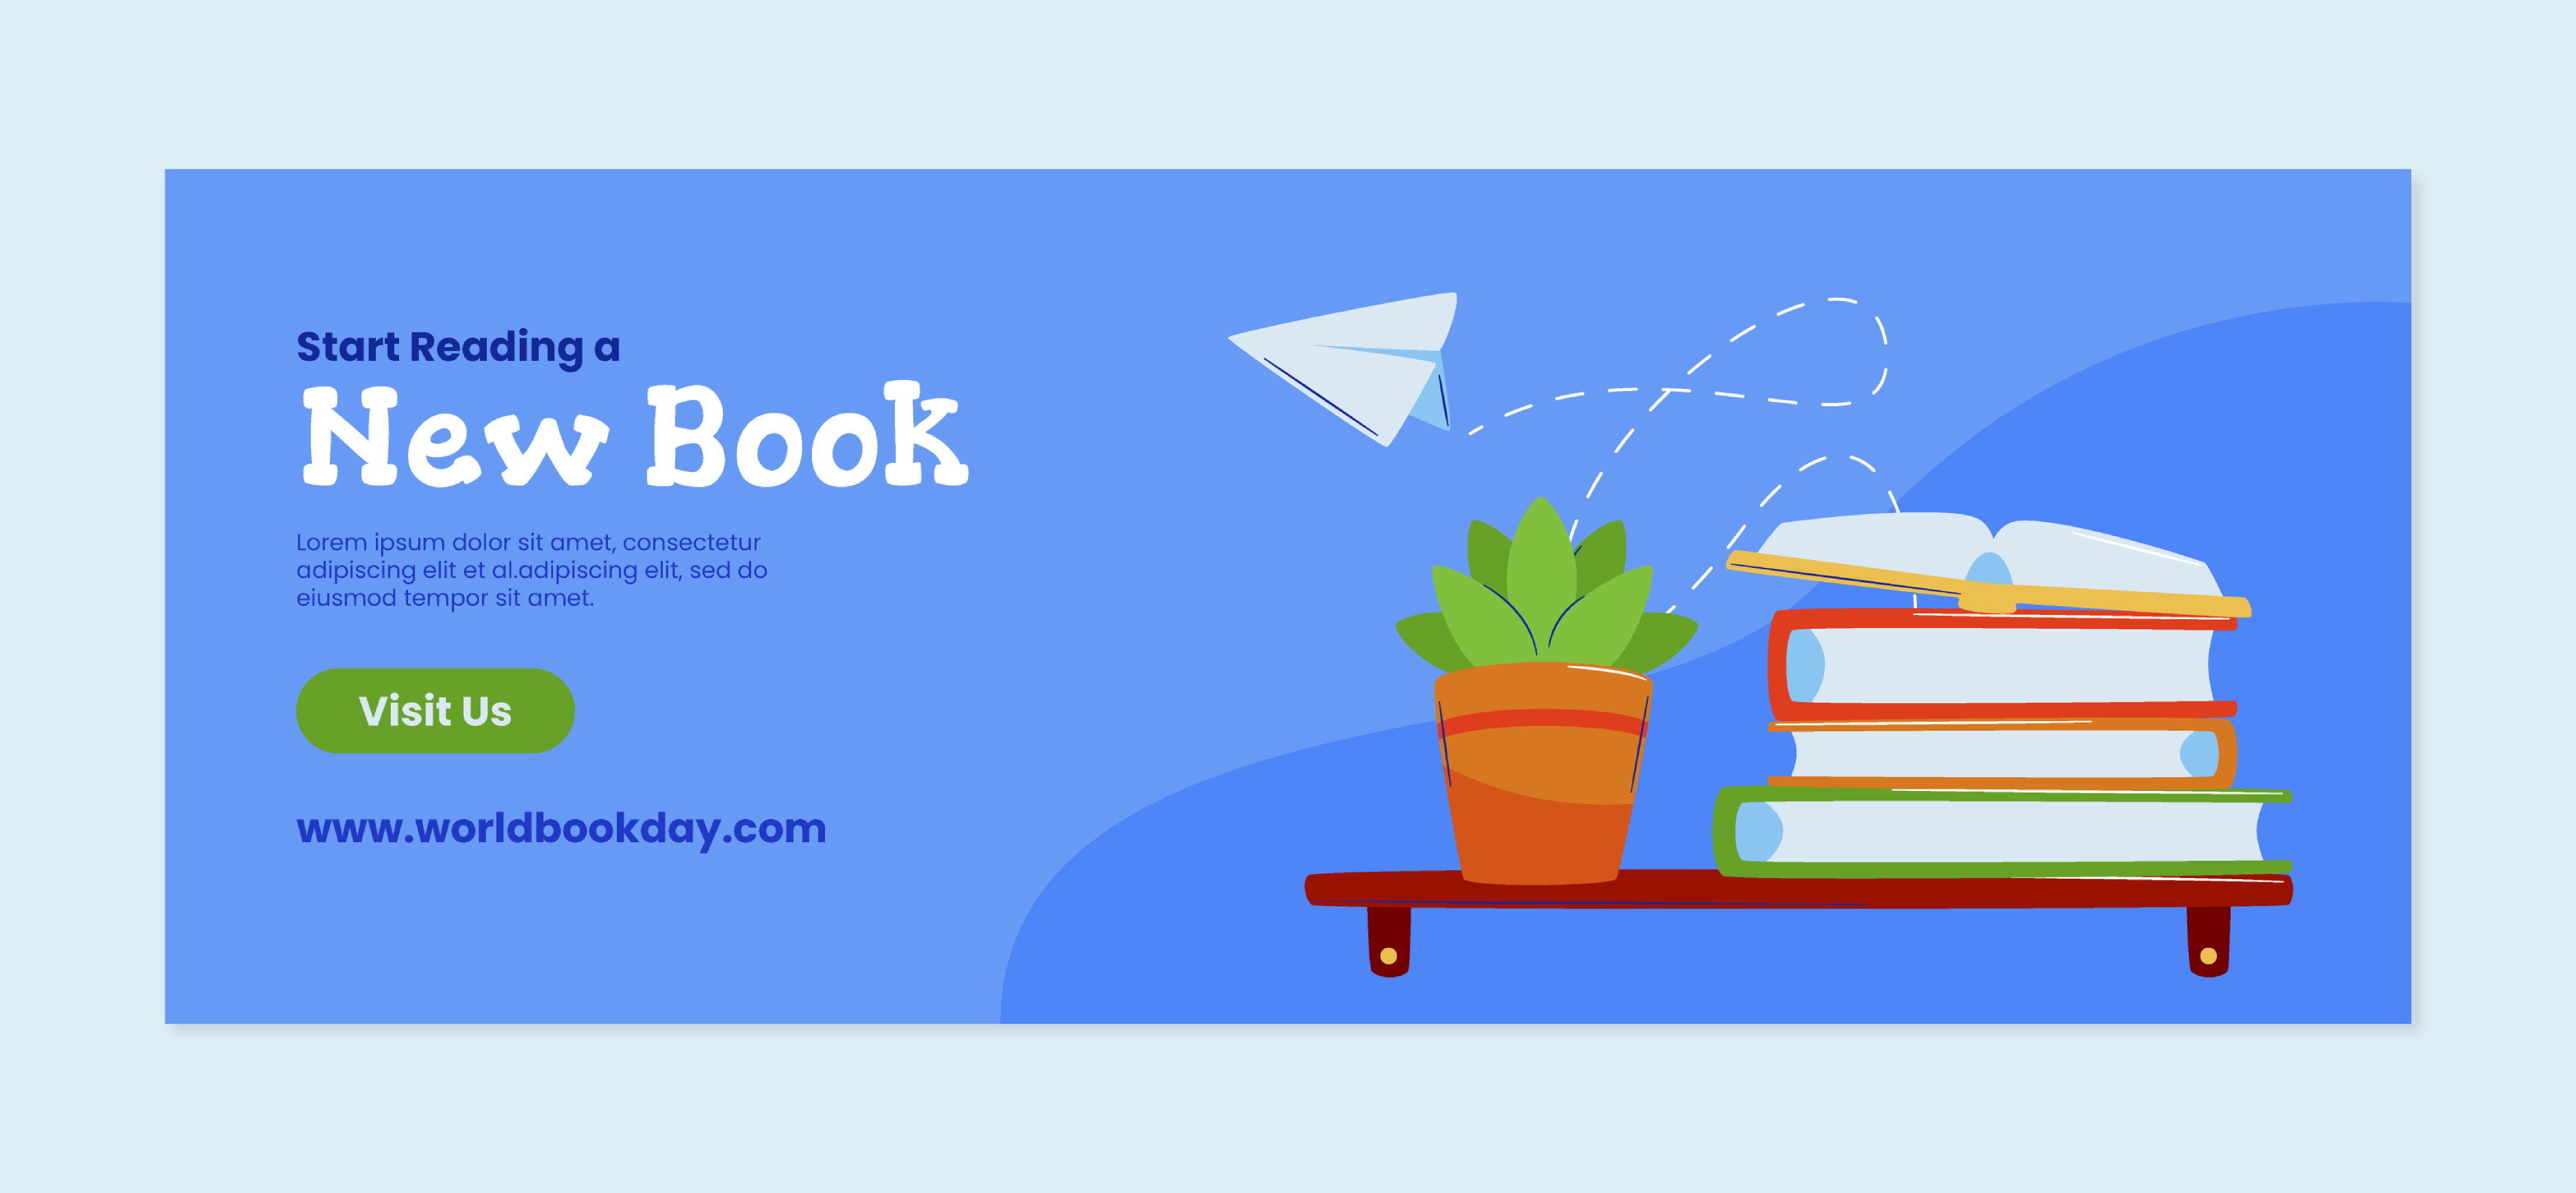 Start Reading a
New Book
Lorem ipsum dolor sit amet, consectetur
adipiscing elit et al.adipiscing elit, sed do
eiusmod tempor sit amet.
Visit Us
www.worldbookday.com